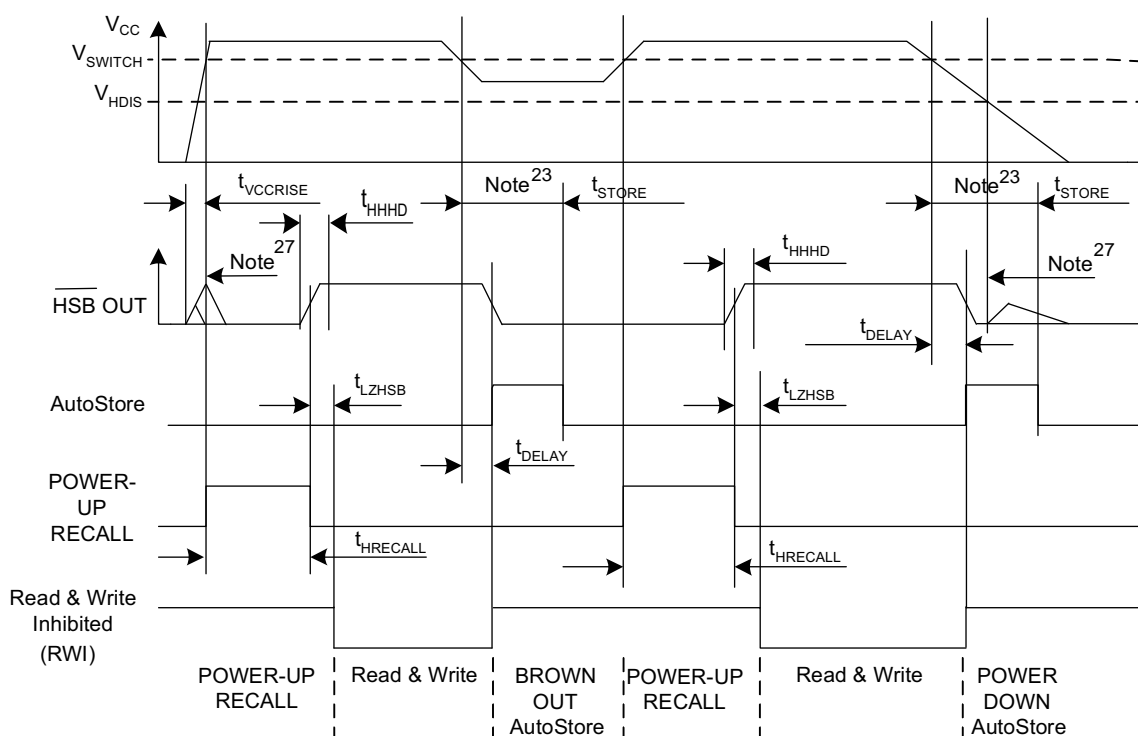 VCC
VSWITCH
VHDIS
tVCCRISE
tHHHD
Note23
tSTORE
Note23
tSTORE
Note27
tHHHD
Note27
HSB OUT
tDELAY
tLZHSB
tLZHSB
AutoStore
tDELAY
POWER-
UP
RECALL
tHRECALL
tHRECALL
Read & Write
Inhibited
(RWI)
POWER-UP
RECALL
Read & Write
BROWN
OUT
AutoStore
POWER-UP
RECALL
Read & Write
POWER
DOWN
AutoStore